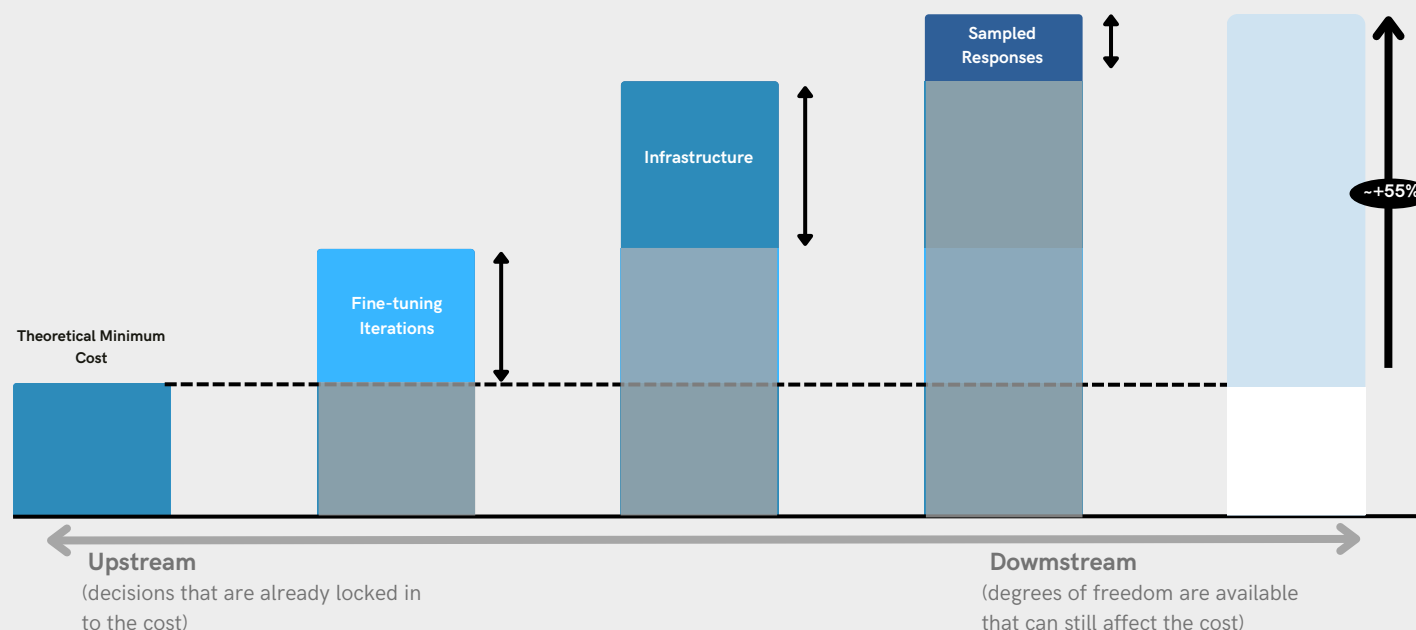 Sampled
Responses
~+55%
Infrastructure
Fine-tuning
Iterations
Theoretical Minimum
Cost
Upstream
(decisions that are already locked in
to the cost)
Dowmstream
(degrees of freedom are available
that can still affect the cost)